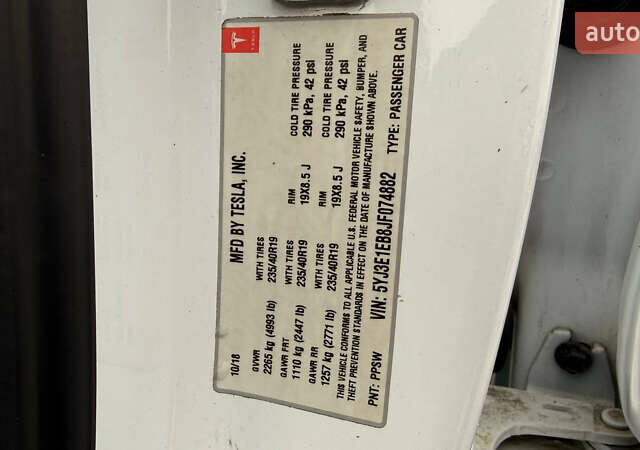 TESLA
MFD BY TESLA, INC.
10/18
GVWR
2265 kg (4993 lb)
GAWR FRT WITH TIRES RIM COLD TIRE PRESSURE
1110 kg (2447 lb) 235/40R19 19X8.5 J 290 kPa, 42 psi
GAWR RR WITH TIRES RIM COLD TIRE PRESSURE
1257 kg (2771 lb) 235/40R19 19X8.5 J 290 kPa, 42 psi
THIS VEHICLE CONFORMS TO ALL APPLICABLE U.S. FEDERAL MOTOR VEHICLE SAFETY, BUMPER, AND
THEFT PREVENTION STANDARDS IN EFFECT ON THE DATE OF MANUFACTURE SHOWN ABOVE.
PNT: PPSW VIN: 5YJ3E1EB8JF074882 TYPE: PASSENGER CAR
auto